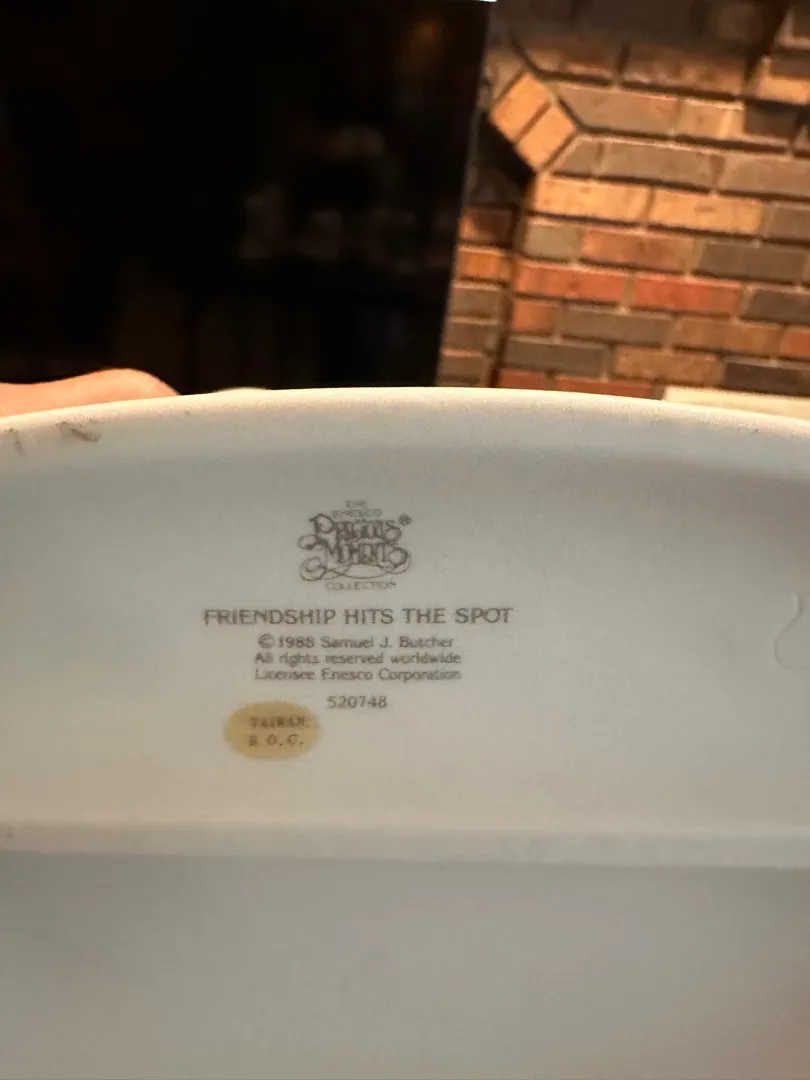 THE
ENESCO
PRECIOUS
MOMENTS®
COLLECTION
FRIENDSHIP HITS THE SPOT
© 1988 Samuel J. Butcher
All rights reserved worldwide
Licensee Enesco Corporation
520748
TAIWAN
R.O.C.